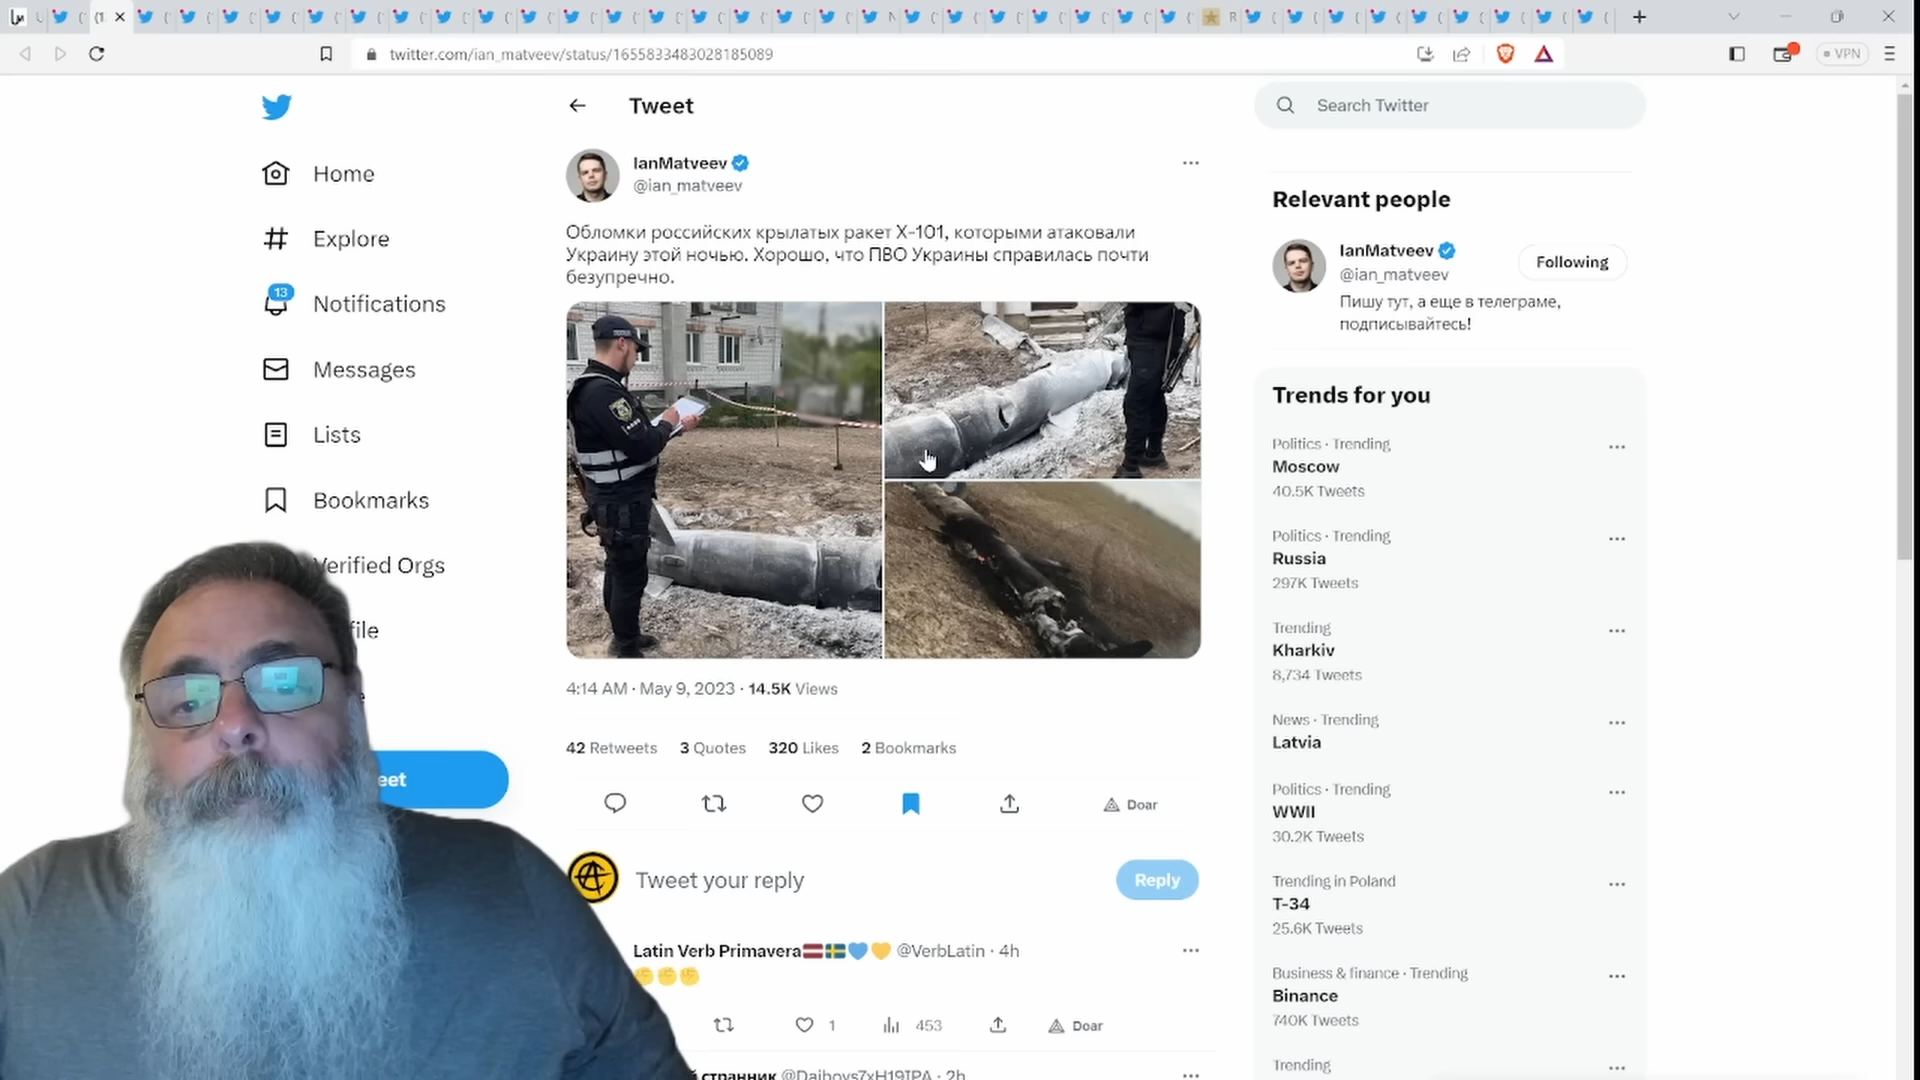 twitter.com/ian_matveev/status/1655833483028185089
VPN
Home
Explore
13
Notifications
Messages
Lists
Bookmarks
Verified Orgs
file
eet
Tweet
IanMatveev
@ian_matveev
Обломки российских крылатых ракет Х-101, которыми атаковали
Украину этой ночью. Хорошо, что ПВО Украины справилась почти
безупречно.
4:14 AM · May 9, 2023 · 14.5K Views
42 Retweets 3 Quotes 320 Likes 2 Bookmarks
Doar
Tweet your reply
Reply
Latin Verb Primavera @VerbLatin · 4h
1 453 Doar
странник @Daiboys7xH19IPA · 2h
Search Twitter
Relevant people
IanMatveev
@ian_matveev
Following
Пишу тут, а еще в телеграме,
подписывайтесь!
Trends for you
Politics · Trending
Moscow
40.5K Tweets
Politics · Trending
Russia
297K Tweets
Trending
Kharkiv
8,734 Tweets
News · Trending
Latvia
Politics · Trending
WWII
30.2K Tweets
Trending in Poland
T-34
25.6K Tweets
Business & finance · Trending
Binance
740K Tweets
Trending